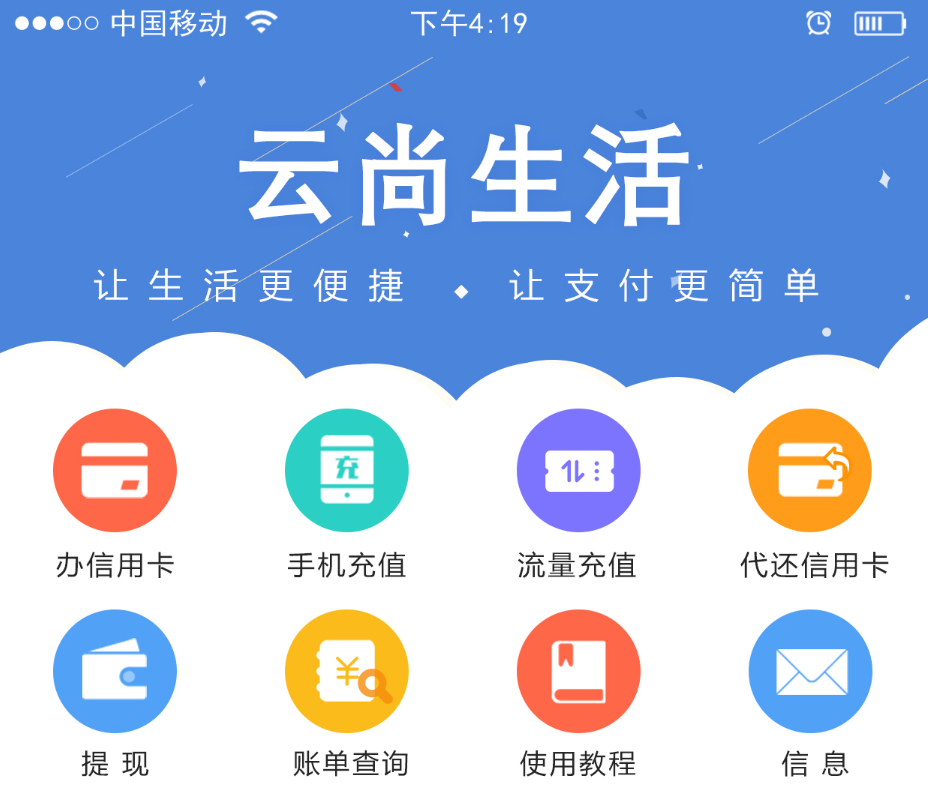 中国移动 下午4:19
云尚生活
让生活更便捷 ◆ 让支付更简单
充 ¥
办信用卡 手机充值 流量充值 代还信用卡
提现 账单查询 使用教程 信息